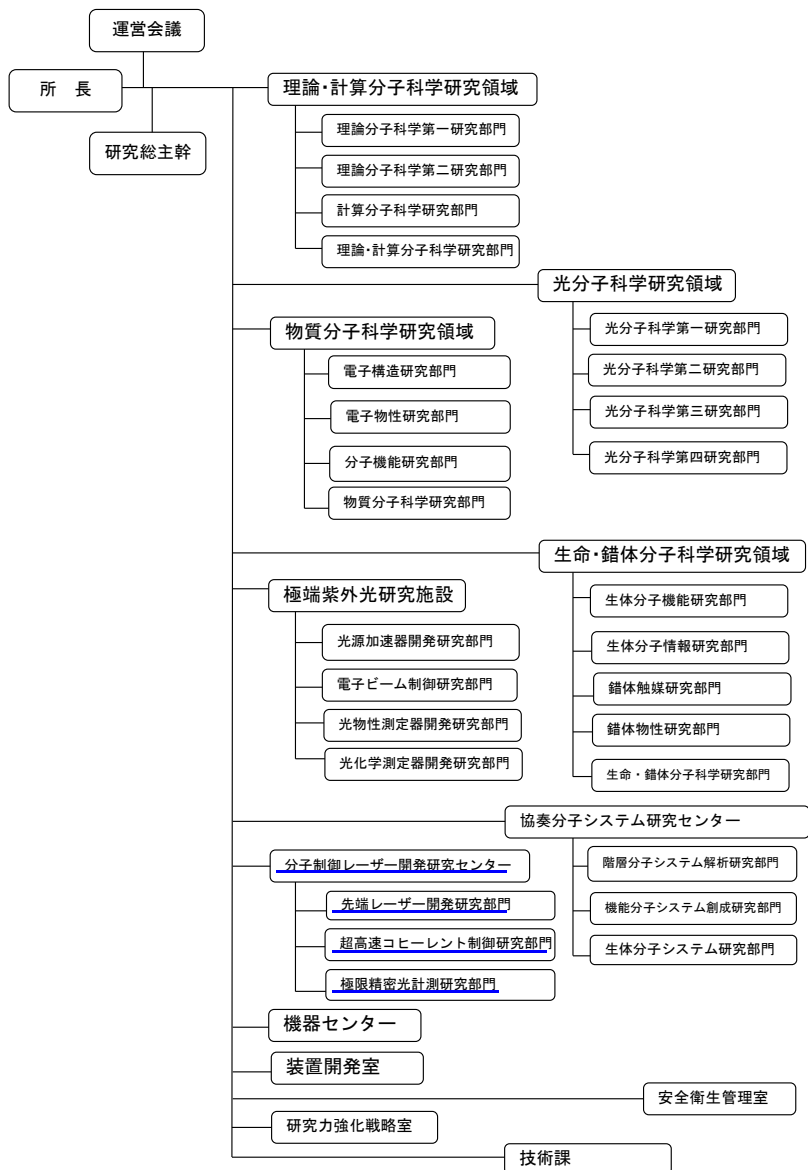 運営会議
所　長
研究総主幹
理論・計算分子科学研究領域
理論分子科学第一研究部門
理論分子科学第二研究部門
計算分子科学研究部門
理論・計算分子科学研究部門
光分子科学研究領域
光分子科学第一研究部門
光分子科学第二研究部門
光分子科学第三研究部門
光分子科学第四研究部門
物質分子科学研究領域
電子構造研究部門
電子物性研究部門
分子機能研究部門
物質分子科学研究部門
生命・錯体分子科学研究領域
生体分子機能研究部門
生体分子情報研究部門
錯体触媒研究部門
錯体物性研究部門
生命・錯体分子科学研究部門
極端紫外光研究施設
光源加速器開発研究部門
電子ビーム制御研究部門
光物性測定器開発研究部門
光化学測定器開発研究部門
協奏分子システム研究センター
階層分子システム解析研究部門
機能分子システム創成研究部門
生体分子システム研究部門
分子制御レーザー開発研究センター
先端レーザー開発研究部門
超高速コヒーレント制御研究部門
極限精密光計測研究部門
機器センター
装置開発室
安全衛生管理室
研究力強化戦略室
技術課